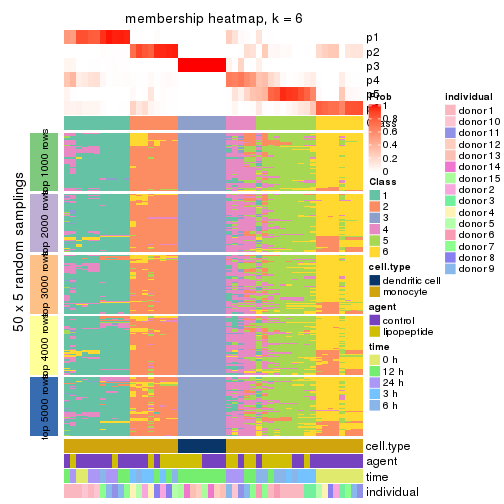 membership heatmap, k = 6
p1
p2
p3
p4
p5
Prob
1
0.8
0.6
0.4
0.2
0
Class
1
2
3
4
5
6
cell.type
dendritic cell
monocyte
agent
control
lipopeptide
time
0 h
12 h
24 h
3 h
6 h
individual
donor 1
donor 10
donor 11
donor 12
donor 13
donor 14
donor 15
donor 2
donor 3
donor 4
donor 5
donor 6
donor 7
donor 8
donor 9
50 x 5 random samplings
top 1000 rows
top 2000 rows
top 3000 rows
top 4000 rows
top 5000 rows
cell.type
agent
time
individual